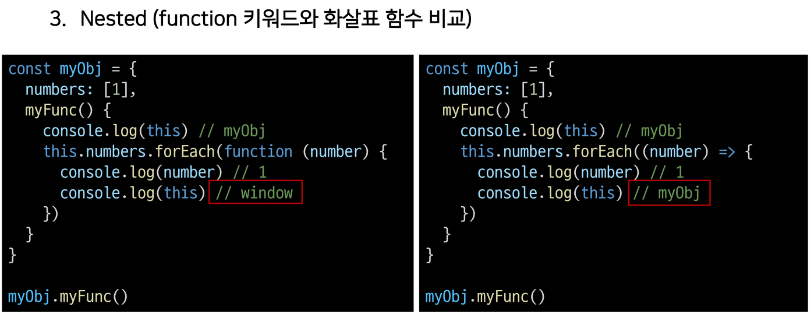 3. Nested (function 키워드와 화살표 함수 비교)
const myObj = {
  numbers: [1],
  myFunc() {
    console.log(this) // myObj
    this.numbers.forEach(function (number) {
      console.log(number) // 1
      console.log(this) // window
    })
  }
}
myObj.myFunc()
const myObj = {
  numbers: [1],
  myFunc() {
    console.log(this) // myObj
    this.numbers.forEach((number) => {
      console.log(number) // 1
      console.log(this) // myObj
    })
  }
}
myObj.myFunc()